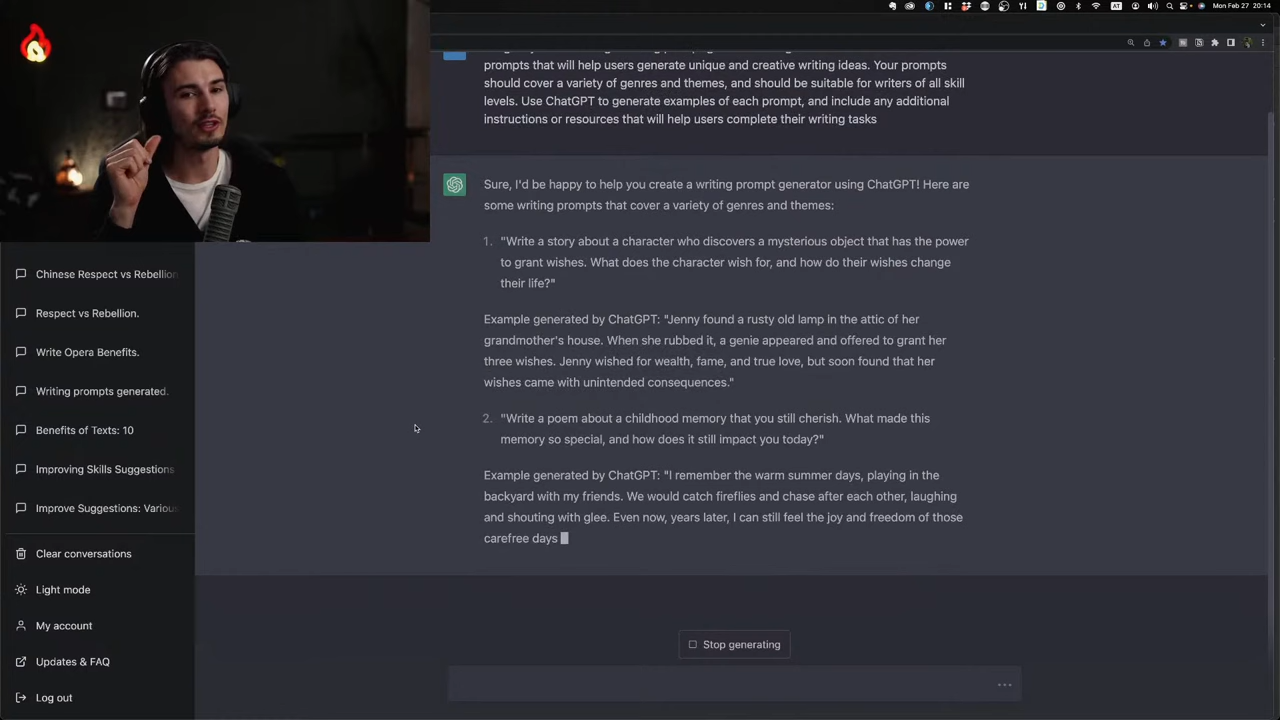 Mon Feb 27 20:14
prompts that will help users generate unique and creative writing ideas. Your prompts
should cover a variety of genres and themes, and should be suitable for writers of all skill
levels. Use ChatGPT to generate examples of each prompt, and include any additional
instructions or resources that will help users complete their writing tasks
Sure, I'd be happy to help you create a writing prompt generator using ChatGPT! Here are
some writing prompts that cover a variety of genres and themes:
1. "Write a story about a character who discovers a mysterious object that has the power
to grant wishes. What does the character wish for, and how do their wishes change
their life?"
Example generated by ChatGPT: "Jenny found a rusty old lamp in the attic of her
grandmother's house. When she rubbed it, a genie appeared and offered to grant her
three wishes. Jenny wished for wealth, fame, and true love, but soon found that her
wishes came with unintended consequences."
2. "Write a poem about a childhood memory that you still cherish. What made this
memory so special, and how does it still impact you today?"
Example generated by ChatGPT: "I remember the warm summer days, playing in the
backyard with my friends. We would catch fireflies and chase after each other, laughing
and shouting with glee. Even now, years later, I can still feel the joy and freedom of those
carefree days
Stop generating
Chinese Respect vs Rebellion
Respect vs Rebellion.
Write Opera Benefits.
Writing prompts generated.
Benefits of Texts: 10
Improving Skills Suggestions
Improve Suggestions: Variou
Clear conversations
Light mode
My account
Updates & FAQ
Log out